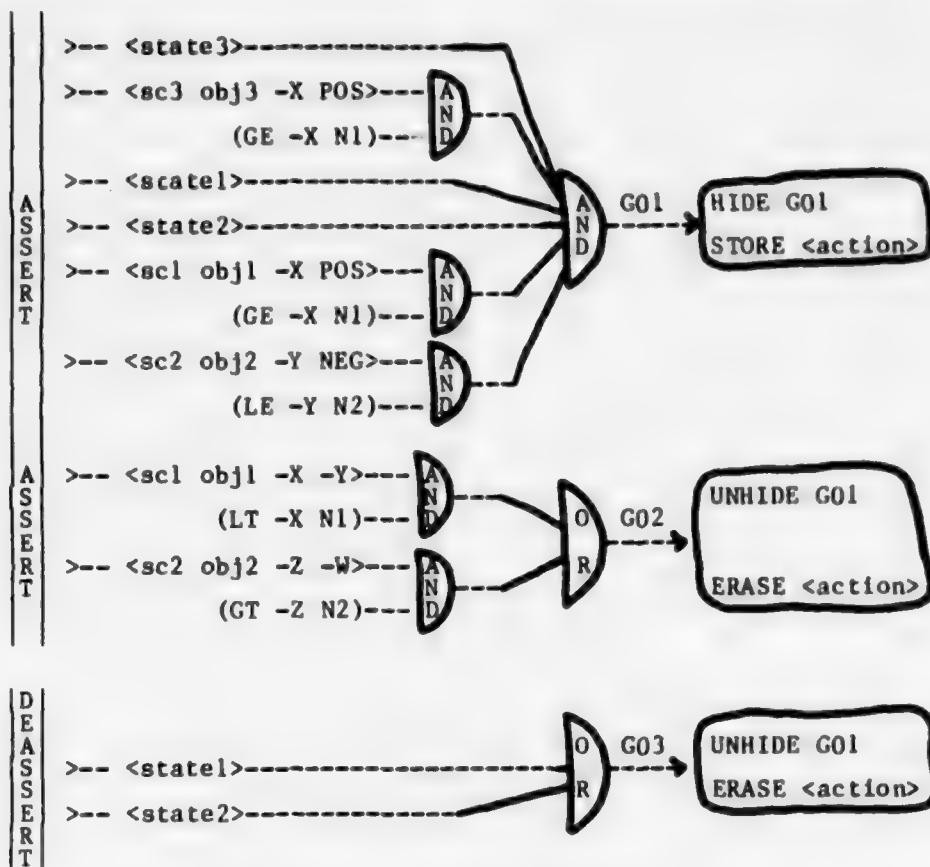 >-- <state3>
>-- <sc3 obj3 -X POS>
AND
(GE -X N1)
>-- <scate1>
>-- <state2>
AND
G01
HIDE G01
STORE <action>
ASSERT
>-- <sc1 obj1 -X POS>
AND
(GE -X N1)
>-- <sc2 obj2 -Y NEG>
AND
(LE -Y N2)
ASSERT
>-- <sc1 obj1 -X -Y>
AND
(LT -X N1)
OR
G02
UNHIDE G01
ERASE <action>
>-- <sc2 obj2 -Z -W>
AND
(GT -Z N2)
DEASSERT
>-- <state1>
>-- <state2>
OR
G03
UNHIDE G01
ERASE <action>